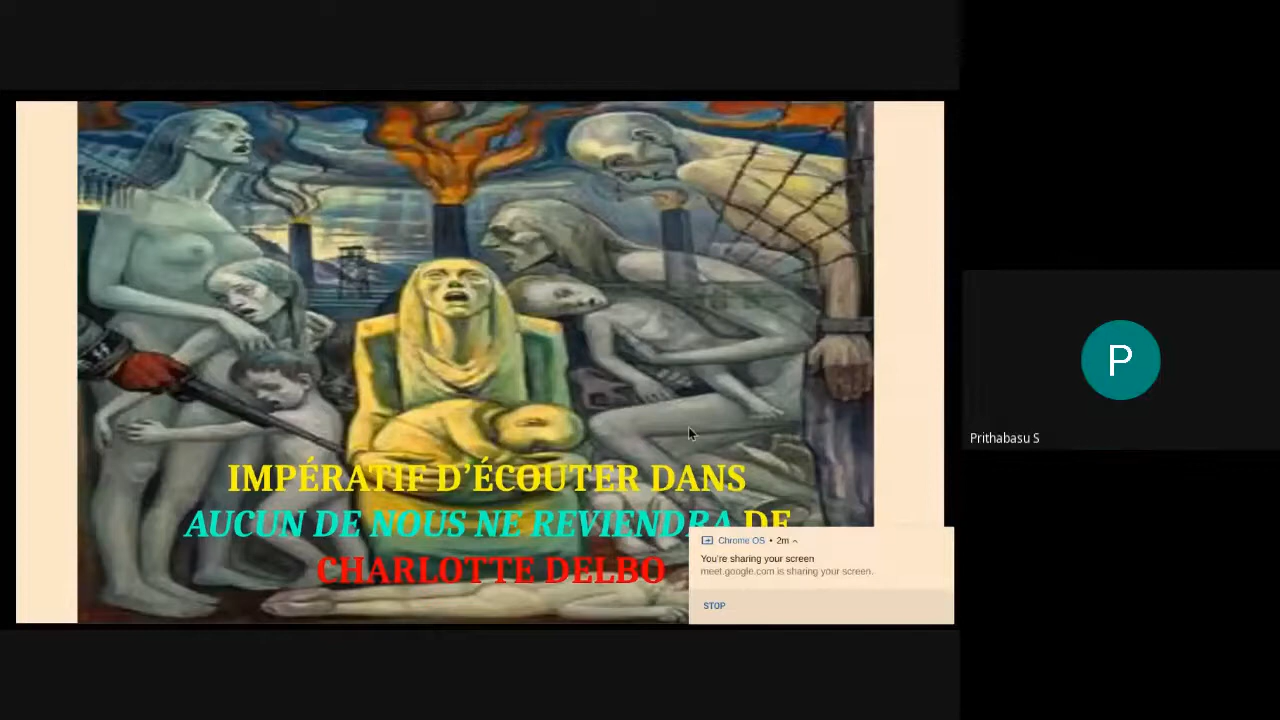 IMPÉRATIF D’ÉCOUTER DANS
AUCUN DE NOUS NE REVIENDRA DE
CHARLOTTE DELBO
Chrome OS • 2m
You're sharing your screen
meet.google.com is sharing your screen.
STOP
P
Prithabasu S